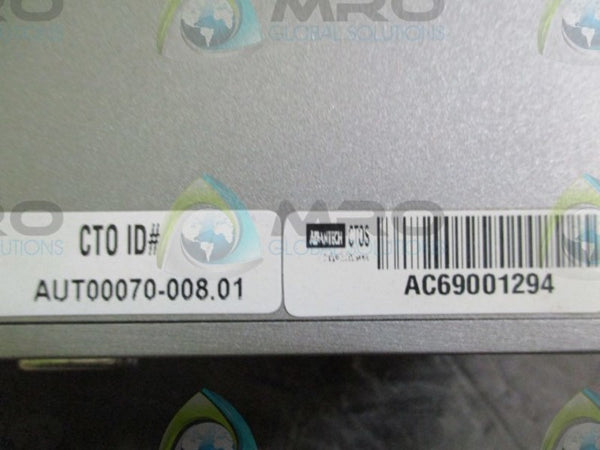 MRO
GLOBAL SOLUTIONS
CTO ID#
AUT00070-008.01
ADVANTECH CTOS
AC69001294